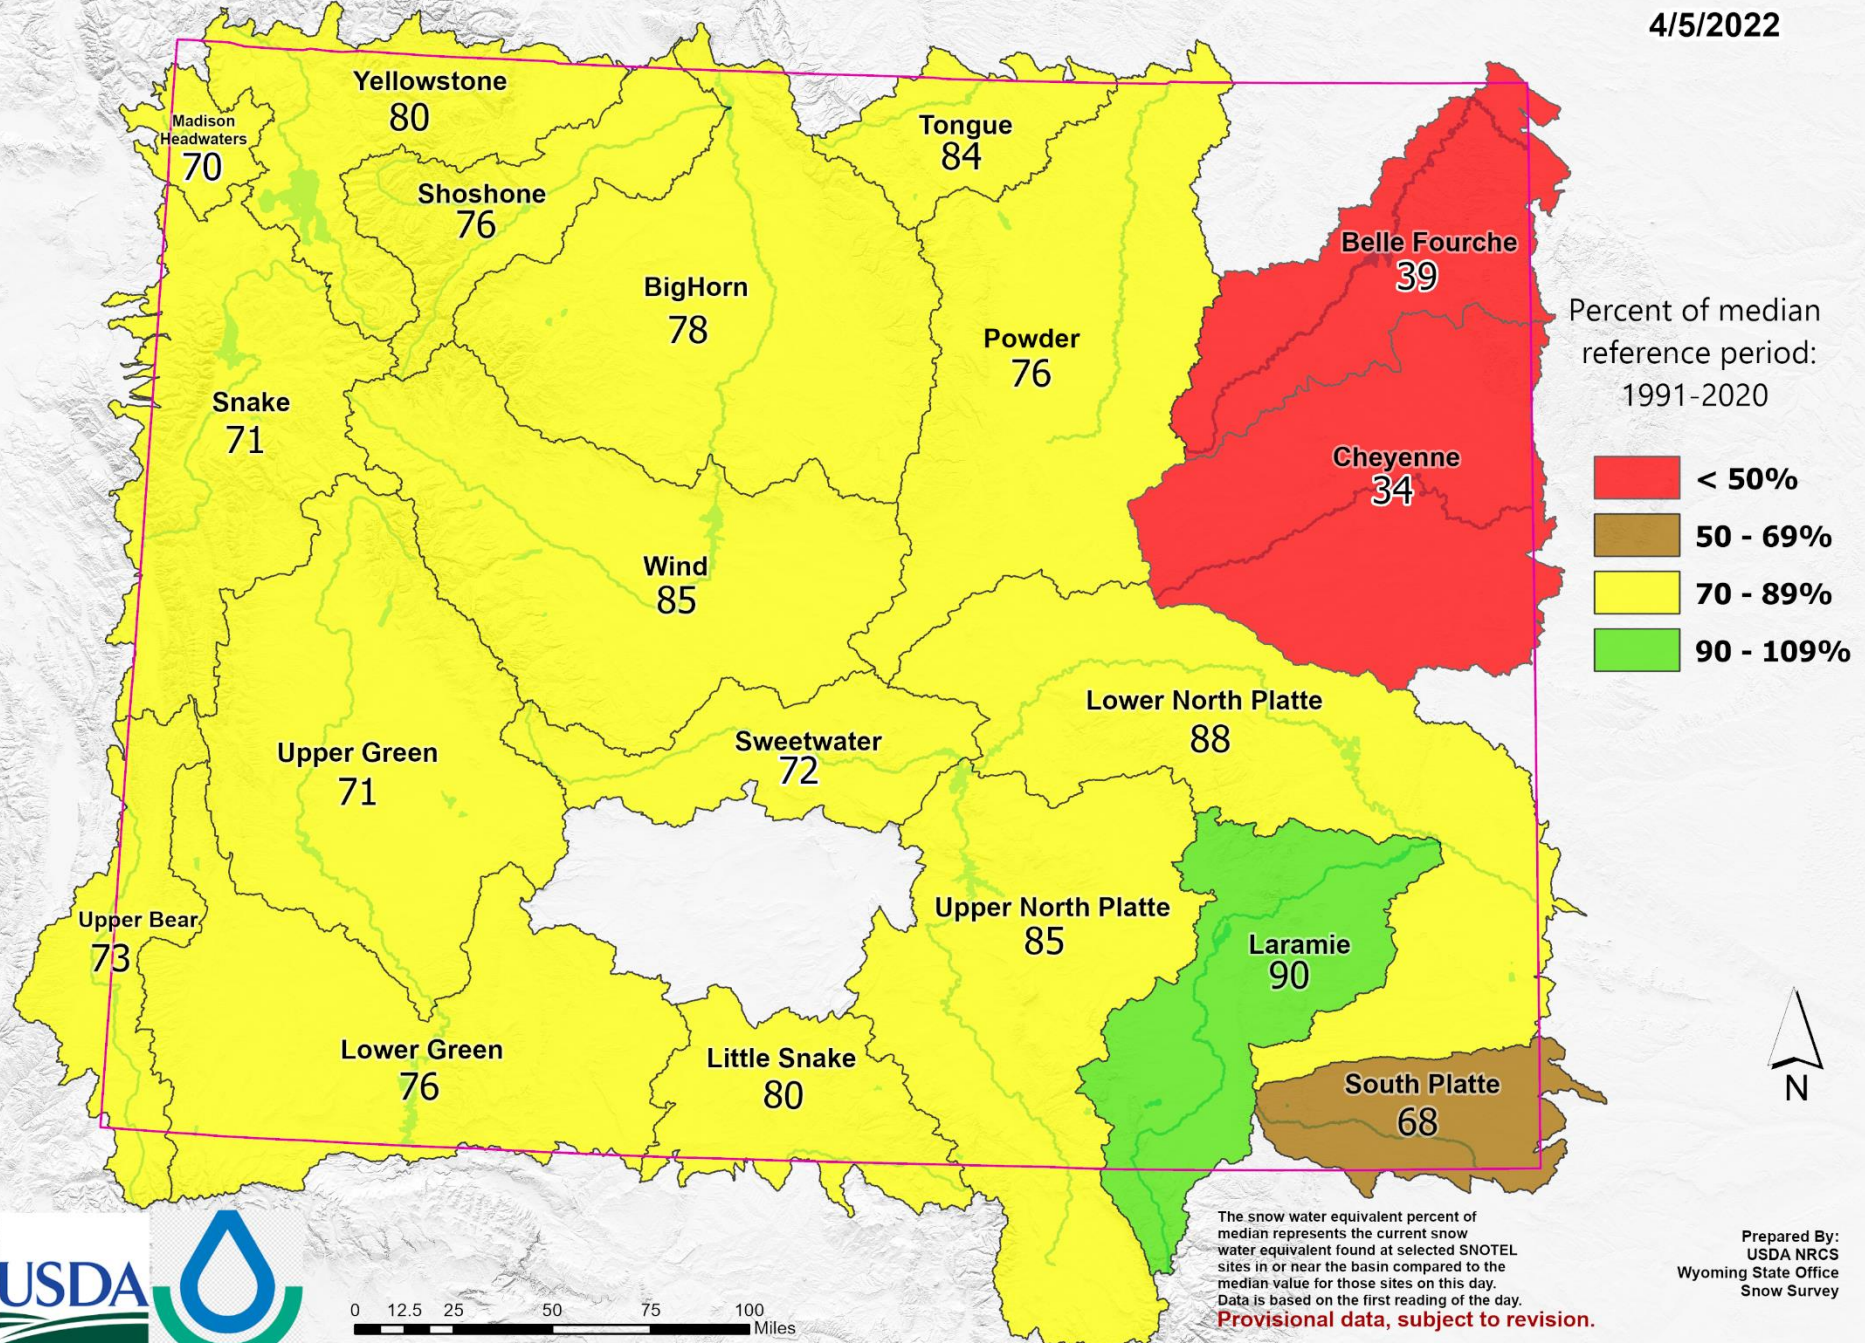 4/5/2022
Yellowstone
80
Madison
Headwaters
70
Tongue
84
Shoshone
76
Belle Fourche
39
BigHorn
78
Powder
76
Snake
71
Cheyenne
34
Wind
85
Percent of median
reference period:
1991-2020
< 50%
50 - 69%
70 - 89%
90 - 109%
Lower North Platte
88
Upper Green
71
Sweetwater
72
Upper Bear
73
Upper North Platte
85
Laramie
90
Lower Green
76
Little Snake
80
South Platte
68
N
USDA
0 12.5 25 50 75 100
Miles
The snow water equivalent percent of
median represents the current snow
water equivalent found at selected SNOTEL
sites in or near the basin compared to the
median value for those sites on this day.
Data is based on the first reading of the day.
Provisional data, subject to revision.
Prepared By:
USDA NRCS
Wyoming State Office
Snow Survey